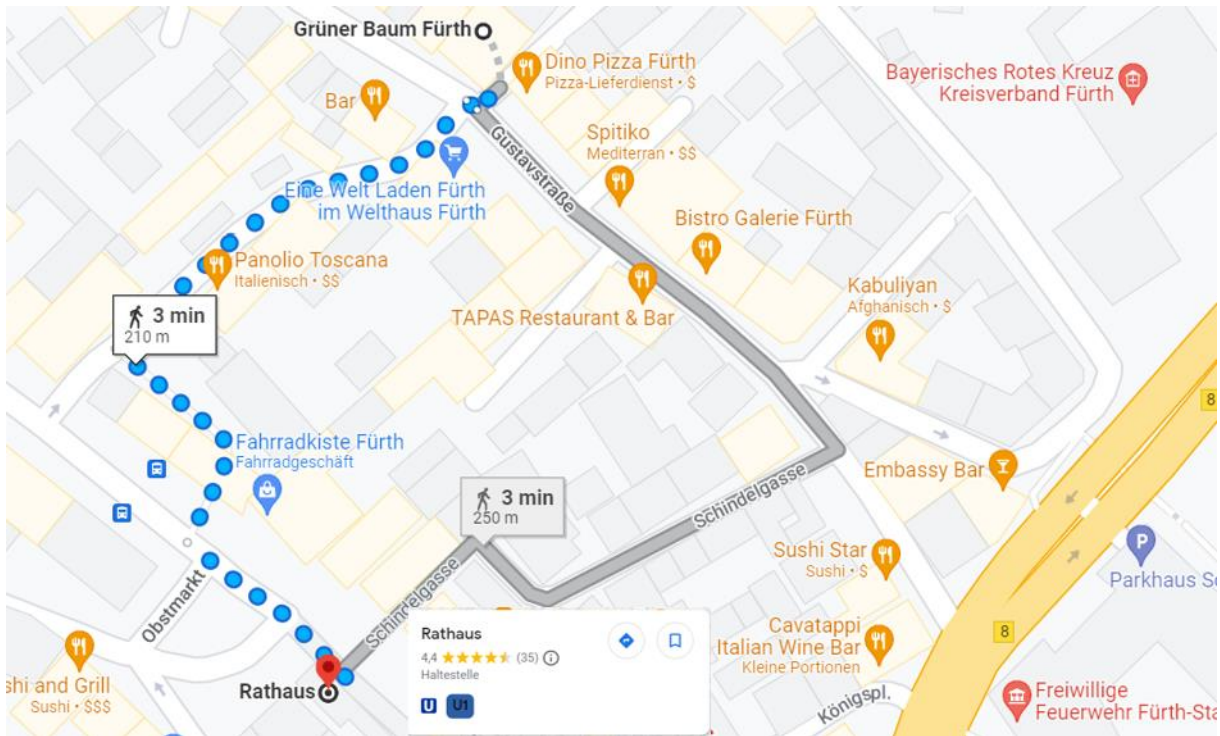 Grüner Baum Fürth
Dino Pizza Fürth
Pizza-Lieferdienst • $
Bayerisches Rotes Kreuz
Kreisverband Fürth
Bar
Spitiko
Mediterran • $$
Gustavstraße
Eine Welt Laden Fürth
im Welthaus Fürth
Bistro Galerie Fürth
Panolio Toscana
Italienisch • $$
Kabuliyan
Afghanisch • $
TAPAS Restaurant & Bar
3 min
210 m
8
Fahrradkiste Fürth
Fahrradgeschäft
Embassy Bar
3 min
250 m
Schindelgasse
Sushi Star
Sushi • $
P
Parkhaus
Obstmarkt
Schindelgasse
Rathaus
4,4 (35)
Haltestelle
U U1
Cavatappi
Italian Wine Bar
Kleine Portionen
8
and Grill
Sushi • $$$
Rathaus
Königspl.
Freiwillige
Feuerwehr